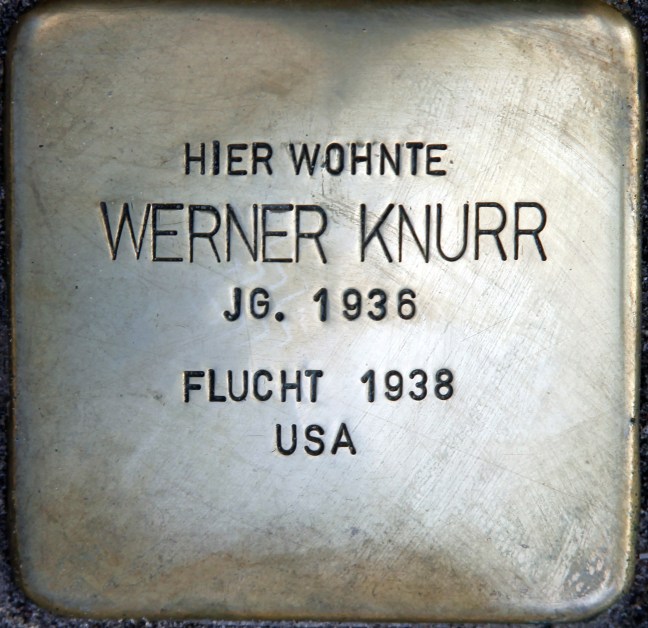 HIER WOHNTE
WERNER KNURR
JG. 1936
FLUCHT 1938
USA